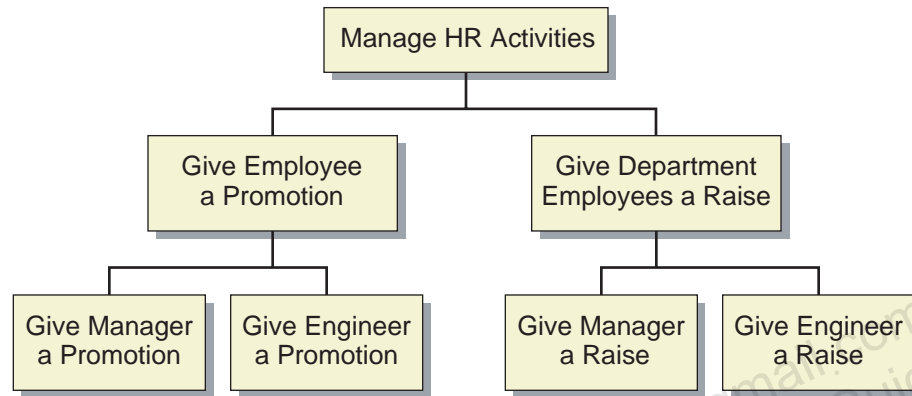 Manage HR Activities
Give Employee
a Promotion
Give Department
Employees a Raise
Give Manager
a Promotion
Give Engineer
a Promotion
Give Manager
a Raise
Give Engineer
a Raise